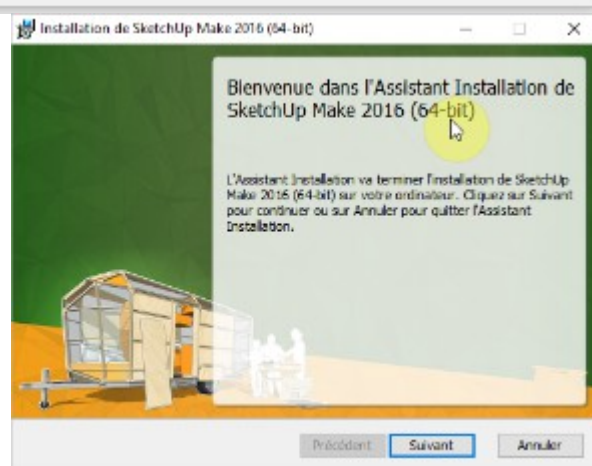 Installation de SketchUp Make 2016 (64-bit)
Bienvenue dans l'Assistant Installation de
SketchUp Make 2016 (64-bit)
L'Assistant Installation va terminer l'installation de SketchUp
Make 2016 (64-bit) sur votre ordinateur. Cliquez sur Suivant
pour continuer ou sur Annuler pour quitter l'Assistant
Installation.
Précédent Suivant Annuler